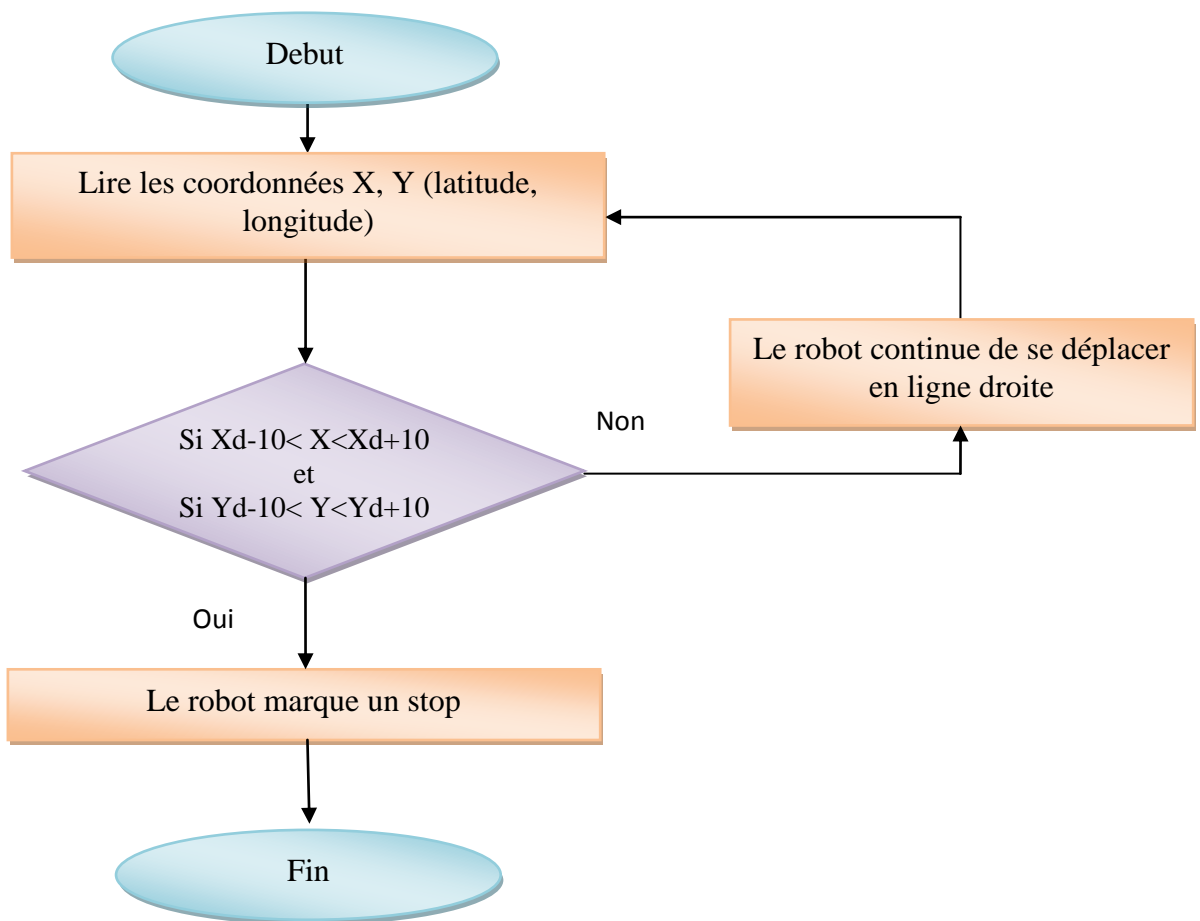 Debut
Lire les coordonnées X, Y (latitude,
longitude)
Le robot continue de se déplacer
en ligne droite
Non
Si Xd-10< X<Xd+10
et
Si Yd-10< Y<Yd+10
Oui
Le robot marque un stop
Fin